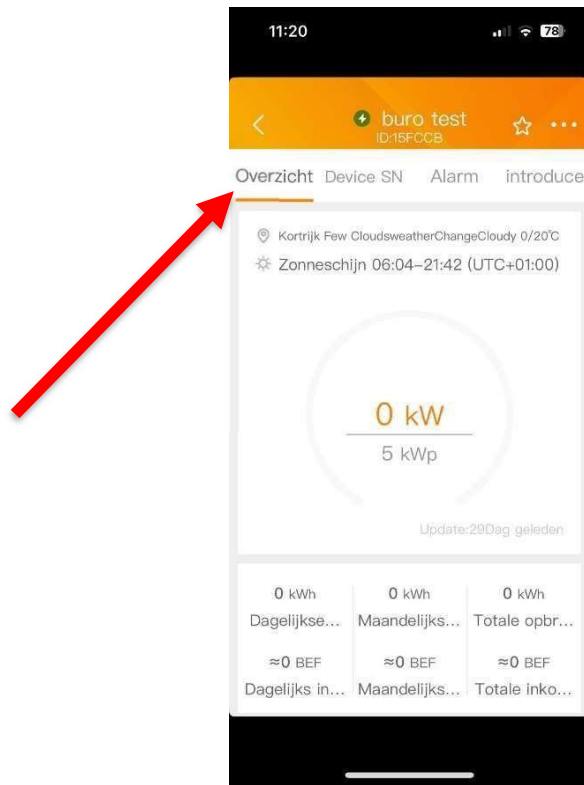 11:20 78
buro test
ID:15FCCB
Overzicht Device SN Alarm introduce
Kortrijk Few CloudsweatherChangeCloudy 0/20℃
Zonneschijn 06:04–21:42 (UTC+01:00)
0 kW
5 kWp
Update:29Dag geleden
0 kWh 0 kWh 0 kWh
Dagelijkse... Maandelijks... Totale opbr...
≈0 BEF ≈0 BEF ≈0 BEF
Dagelijks in... Maandelijks... Totale inko...